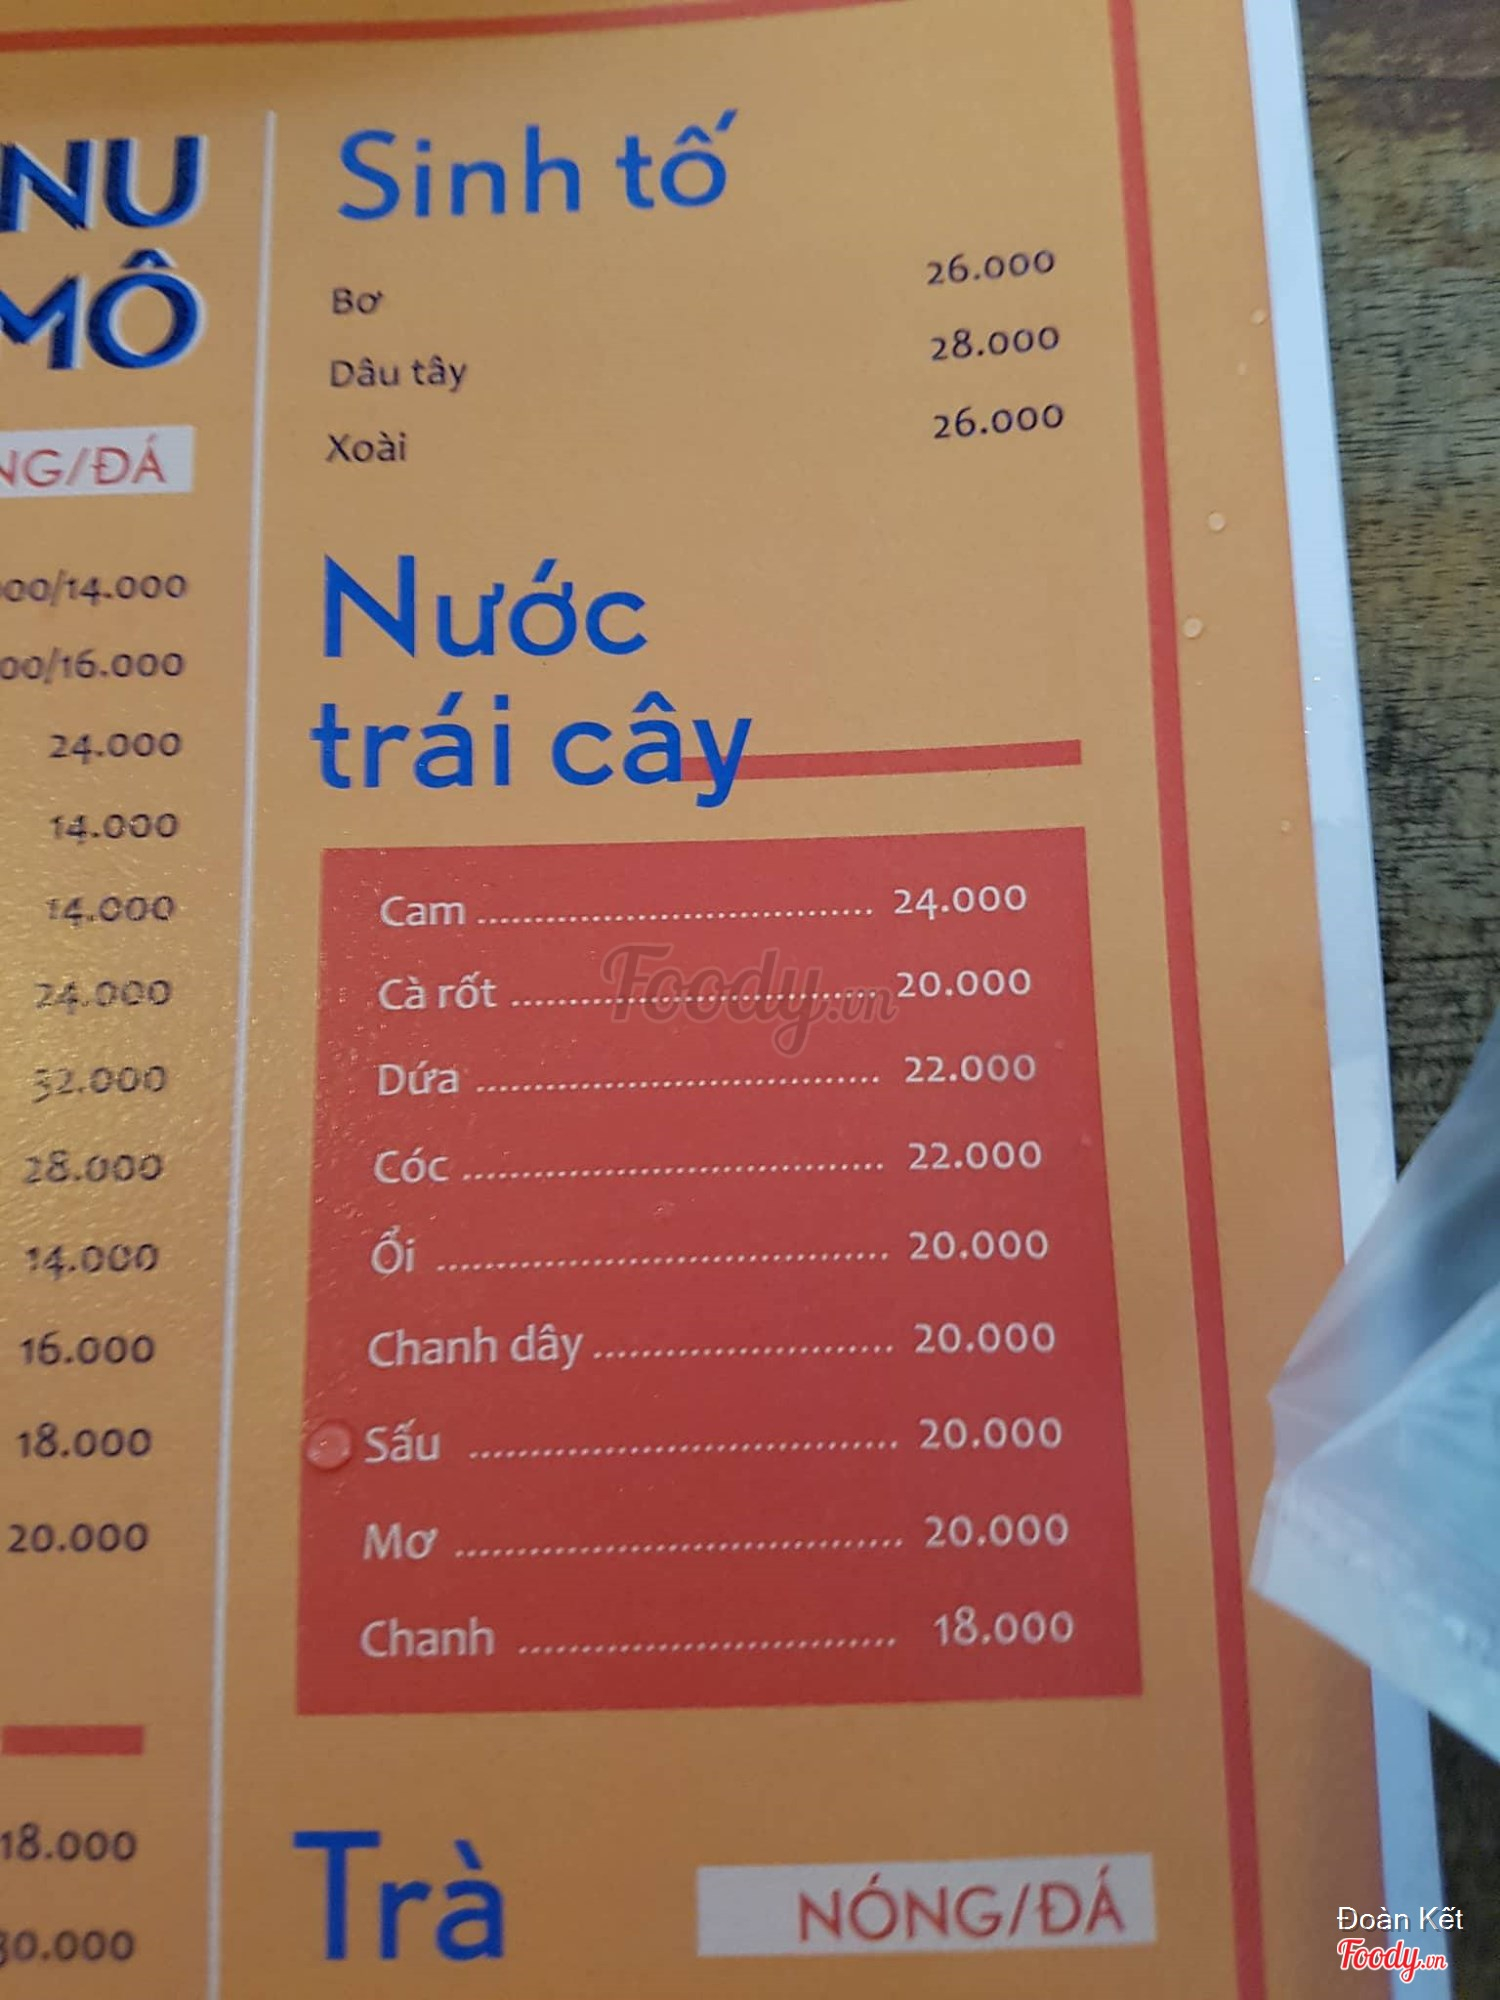 NU
MÔ
NG/ĐÁ
00/14.000
00/16.000
24.000
14.000
14.000
24.000
32.000
28.000
14.000
16.000
18.000
20.000
18.000
30.000
Sinh tố
Bơ 26.000
Dâu tây 28.000
Xoài 26.000
Nước
trái cây
Cam ........ 24.000
Cà rốt ........ 20.000
Dứa ........ 22.000
Cóc ........ 22.000
Ổi ........ 20.000
Chanh dây ........ 20.000
Sấu ........ 20.000
Mơ ........ 20.000
Chanh ........ 18.000
Foody.vn
Trà NÓNG/ĐÁ
Đoàn Kết
Foody.vn